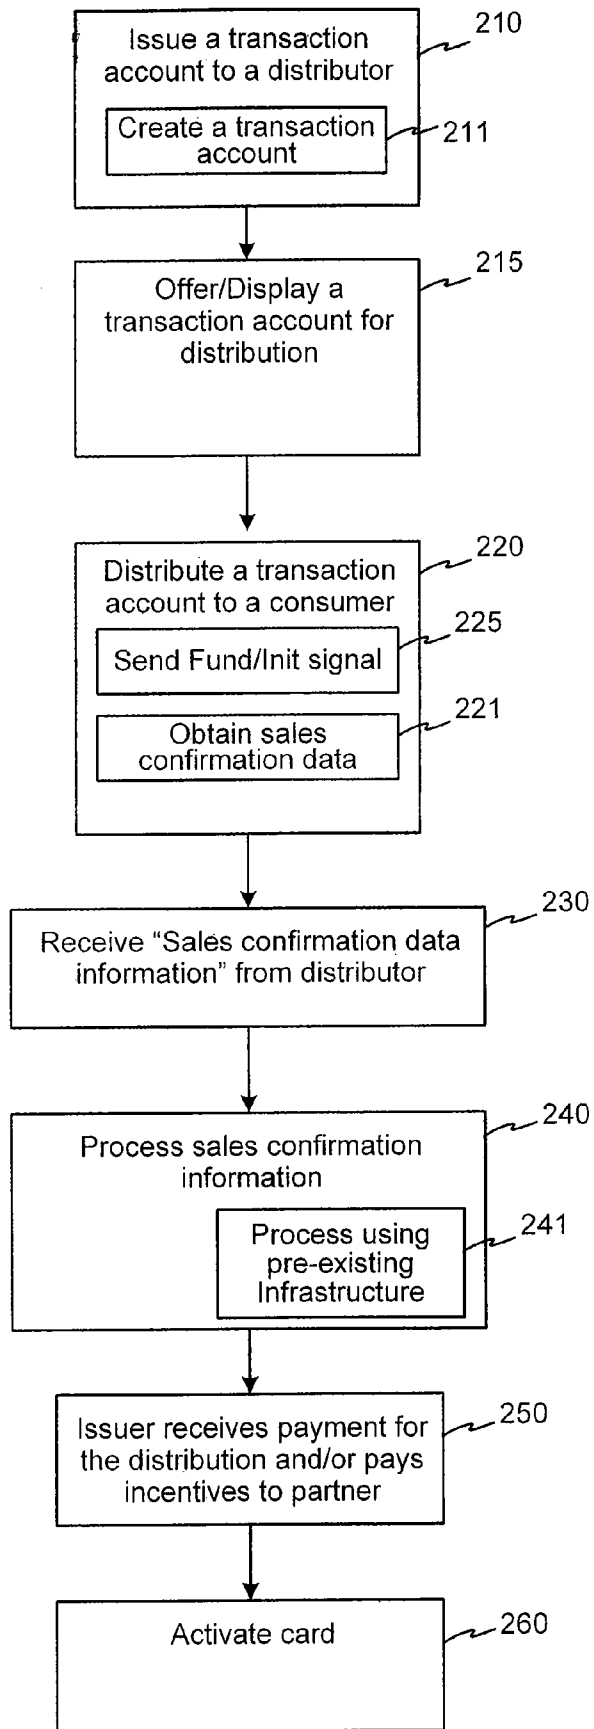 Issue a transaction
account to a distributor
210
Create a transaction
account
211
Offer/Display a
transaction account for
distribution
215
Distribute a transaction
account to a consumer
220
Send Fund/Init signal
225
Obtain sales
confirmation data
221
Receive “Sales confirmation data
information” from distributor
230
Process sales confirmation
information
240
Process using
pre-existing
Infrastructure
241
Issuer receives payment for
the distribution and/or pays
incentives to partner
250
Activate card
260